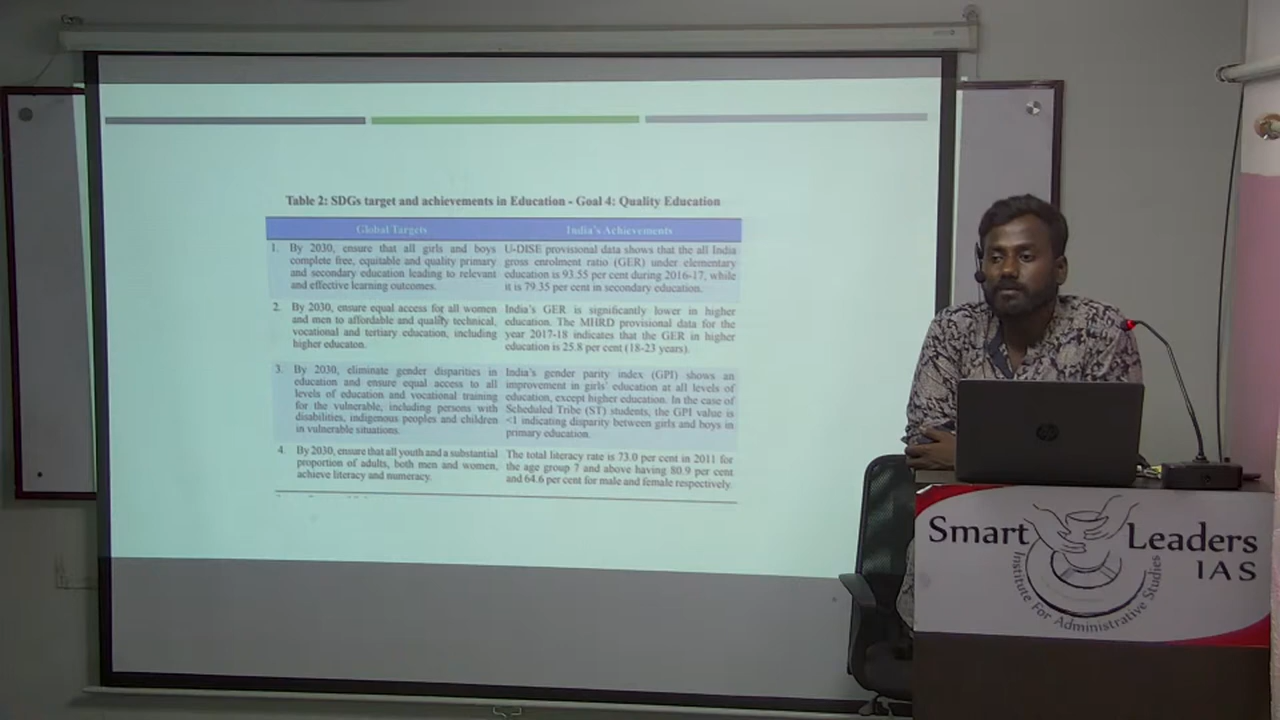 Table 2: SDGs target and achievements in Education - Goal 4: Quality Education
Global Targets
India's Achievements
1. By 2030, ensure that all girls and boys
complete free, equitable and quality primary
and secondary education leading to relevant
and effective learning outcomes.
U-DISE provisional data shows that the all India
gross enrolment ratio (GER) under elementary
education is 93.55 per cent during 2016-17, while
it is 79.35 per cent in secondary education.
2. By 2030, ensure equal access for all women
and men to affordable and quality technical,
vocational and tertiary education, including
higher educaton.
India's GER is significantly lower in higher
education. The MHRD provisional data for the
year 2017-18 indicates that the GER in higher
education is 25.8 per cent (18-23 years).
3. By 2030, eliminate gender disparities in
education and ensure equal access to all
levels of education and vocational training
for the vulnerable, including persons with
disabilities, indigenous peoples and children
in vulnerable situations.
India's gender parity index (GPI) shows an
improvement in girls' education at all levels of
education, except higher education. In the case of
Scheduled Tribe (ST) students, the GPI value is
<1 indicating disparity between girls and boys in
primary education.
4. By 2030, ensure that all youth and a substantial
proportion of adults, both men and women,
achieve literacy and numeracy.
The total literacy rate is 73.0 per cent in 2011 for
the age group 7 and above having 80.9 per cent
and 64.6 per cent for male and female respectively.
hp
Smart Leaders
IAS
Institute For Administrative Studies